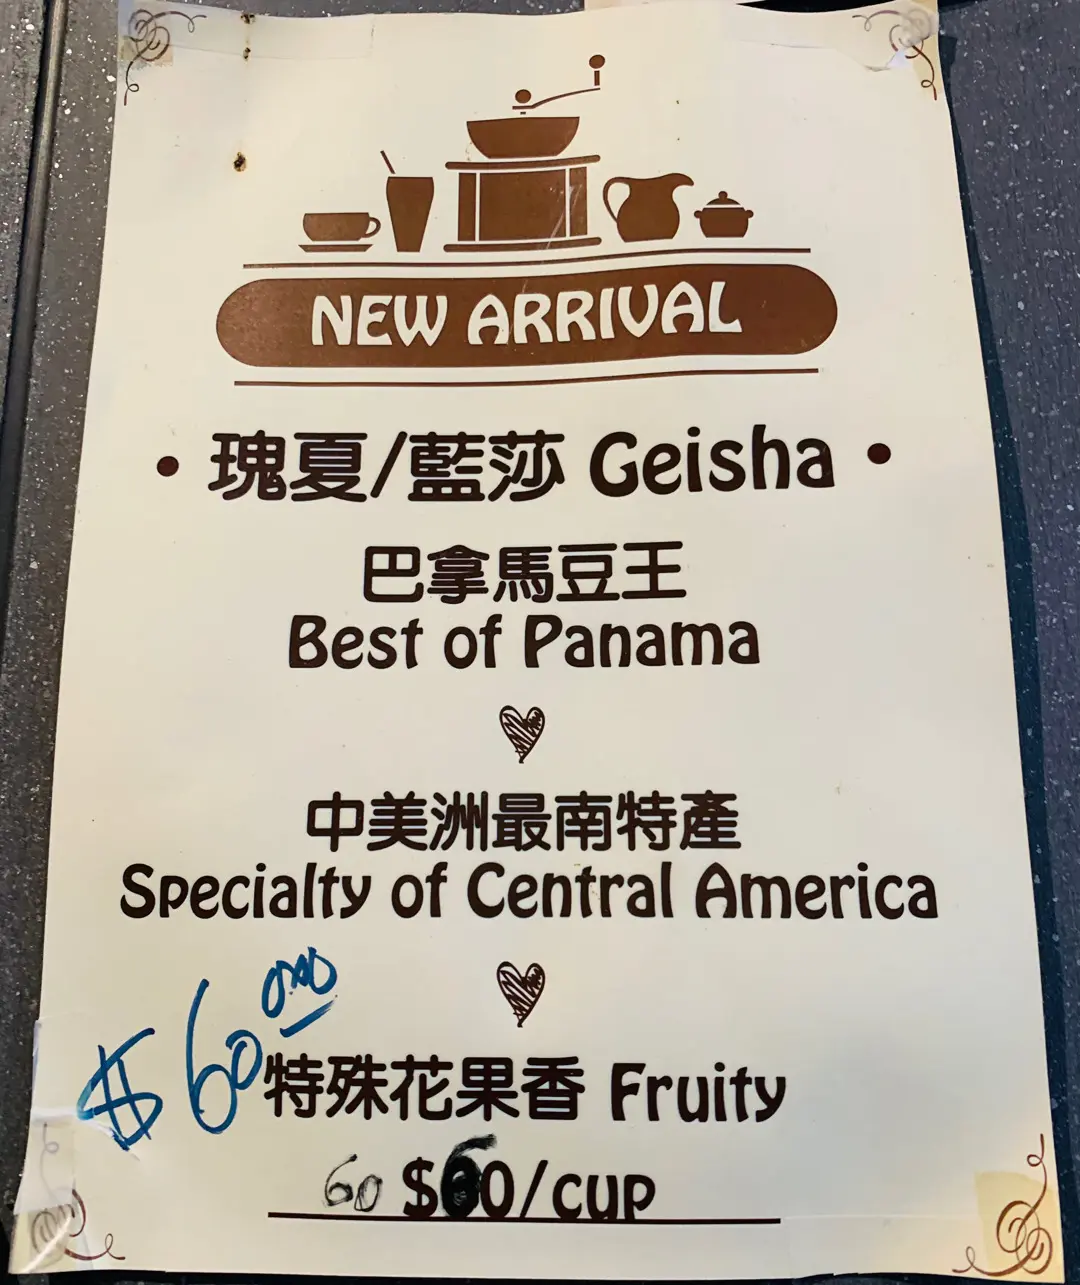 NEW ARRIVAL
• 瑰夏/藍莎 Geisha •
巴拿馬豆王
Best of Panama
中美洲最南特產
Specialty of Central America
$60
特殊花果香 Fruity
60 $60/cup